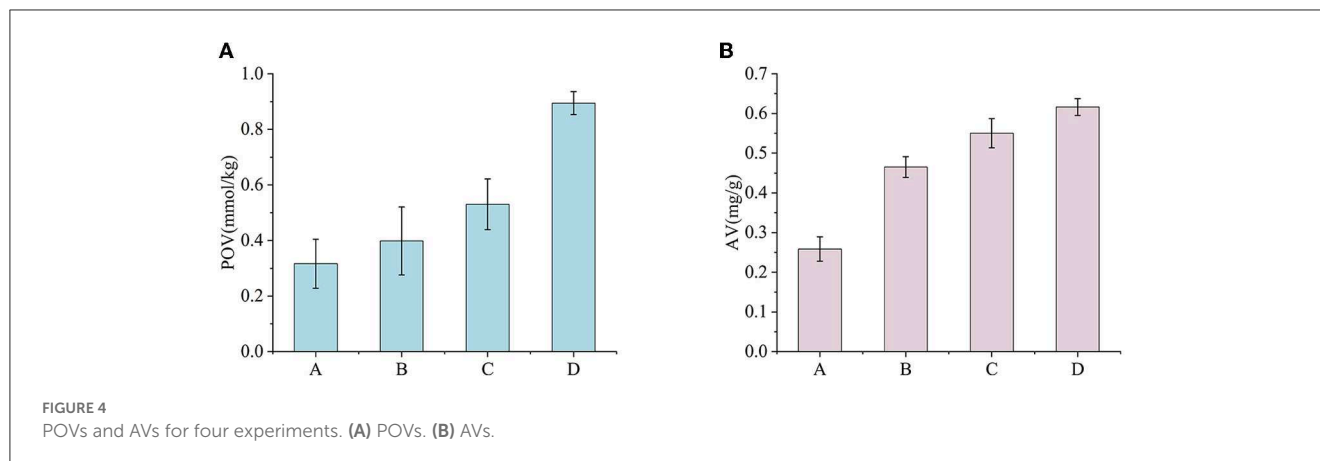 A
1.0
0.8
0.6
0.4
0.2
0.0
POV(mmol/kg)
A B C D
B
0.7
0.6
0.5
0.4
0.3
0.2
0.1
0.0
AV(mg/g)
A B C D
FIGURE 4
POVs and AVs for four experiments. (A) POVs. (B) AVs.